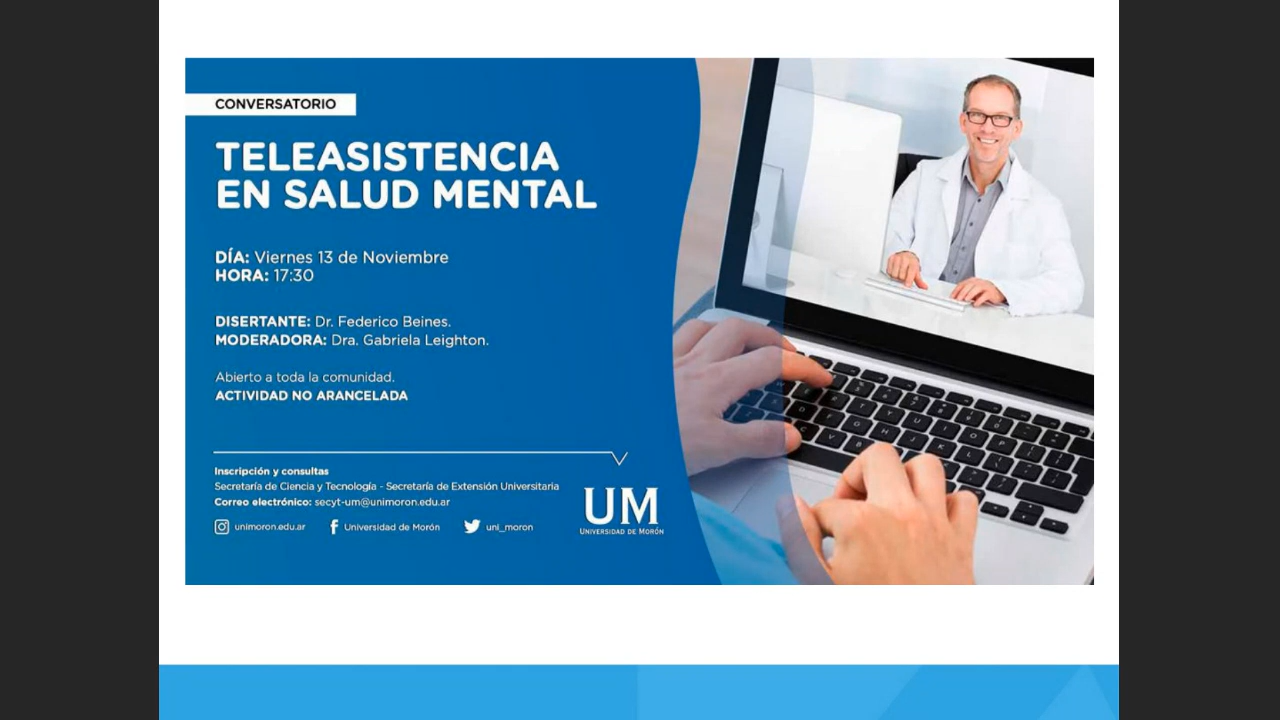 CONVERSATORIO
TELEASISTENCIA
EN SALUD MENTAL
DÍA: Viernes 13 de Noviembre
HORA: 17:30
DISERTANTE: Dr. Federico Beines.
MODERADORA: Dra. Gabriela Leighton.
Abierto a toda la comunidad.
ACTIVIDAD NO ARANCELADA
Inscripción y consultas
Secretaría de Ciencia y Tecnología - Secretaría de Extensión Universitaria
Correo electrónico: secyt-um@unimoron.edu.ar
unimoron.edu.ar Universidad de Morón uni_moron
UM
UNIVERSIDAD DE MORÓN